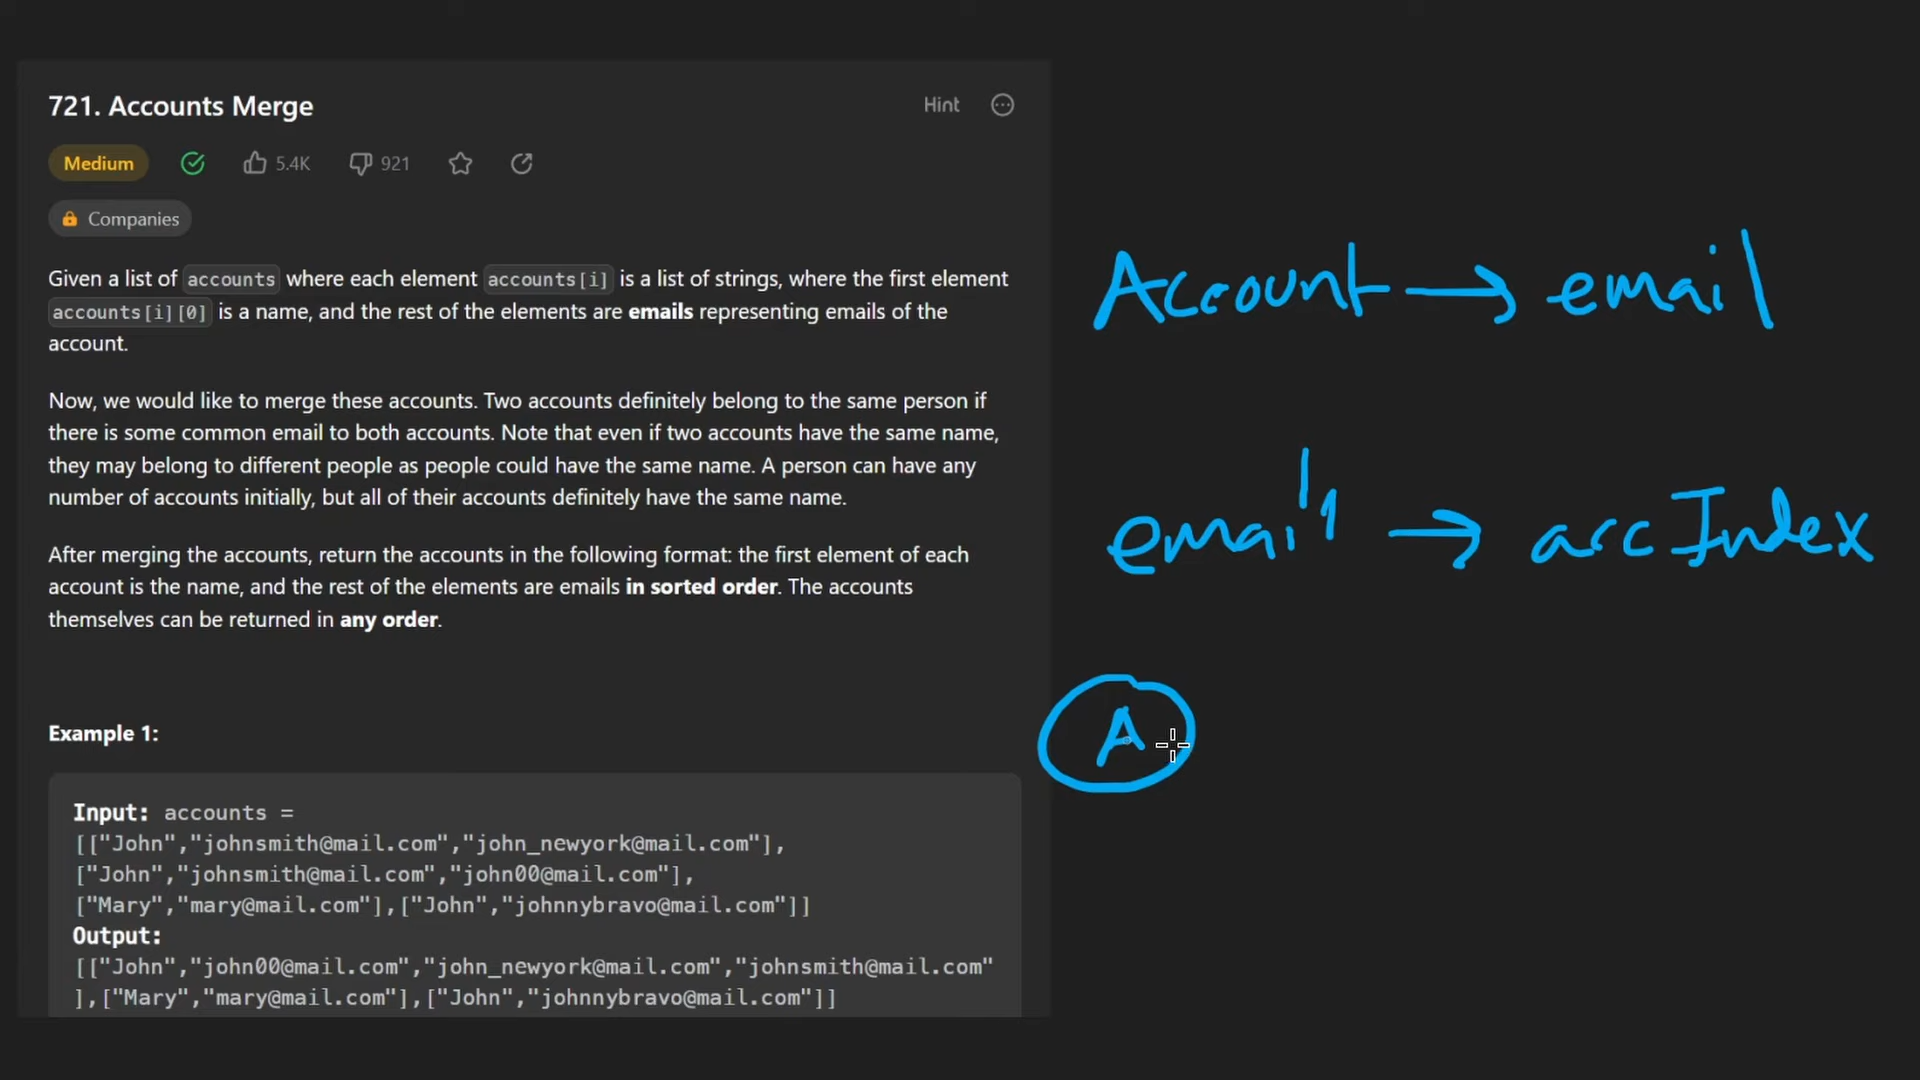 721. Accounts Merge
Hint
Medium
5.4K
921
Companies
Given a list of accounts where each element accounts[i] is a list of strings, where the first element
accounts[i][0] is a name, and the rest of the elements are emails representing emails of the
account.
Now, we would like to merge these accounts. Two accounts definitely belong to the same person if
there is some common email to both accounts. Note that even if two accounts have the same name,
they may belong to different people as people could have the same name. A person can have any
number of accounts initially, but all of their accounts definitely have the same name.
After merging the accounts, return the accounts in the following format: the first element of each
account is the name, and the rest of the elements are emails in sorted order. The accounts
themselves can be returned in any order.
Example 1:
Input: accounts =
[["John","johnsmith@mail.com","john_newyork@mail.com"],
["John","johnsmith@mail.com","john00@mail.com"],
["Mary","mary@mail.com"],["John","johnnybravo@mail.com"]]
Output:
[["John","john00@mail.com","john_newyork@mail.com","johnsmith@mail.com"
],["Mary","mary@mail.com"],["John","johnnybravo@mail.com"]]
Account → email
email1 → accIndex
A